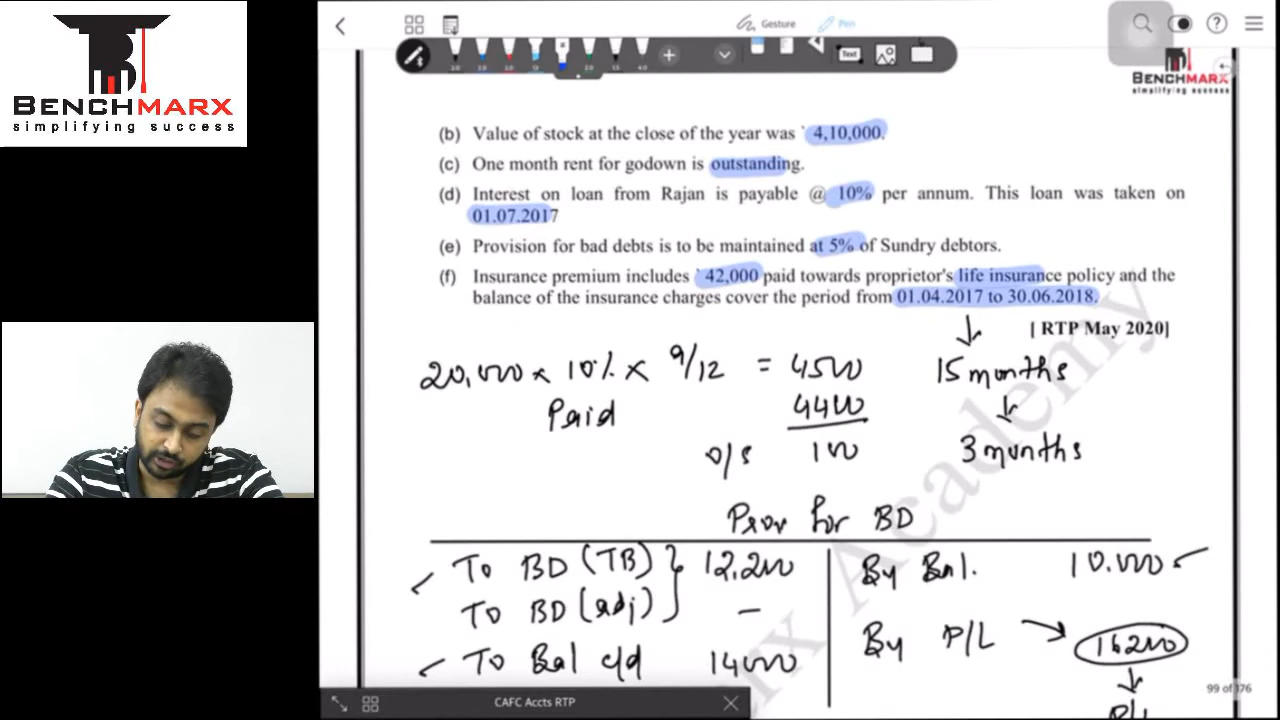 BENCHMARX
simplifying success
Gesture
Pen
Text
BENCHMARX
simplifying success
(b) Value of stock at the close of the year was ` 4,10,000.
(c) One month rent for godown is outstanding.
(d) Interest on loan from Rajan is payable @ 10% per annum. This loan was taken on
01.07.2017
(e) Provision for bad debts is to be maintained at 5% of Sundry debtors.
(f) Insurance premium includes ` 42,000 paid towards proprietor's life insurance policy and the
balance of the insurance charges cover the period from 01.04.2017 to 30.06.2018.
[ RTP May 2020]
20,000 × 10% × 9/12 = 4500
15 months
Paid 4400
O/S 100
3 months
Prov for BD
To BD (TB) 12,200
By Bal. 10,000
To BD (adj) –
By P/L → 16200
To Bal c/d 14000
P/L
Marx Academy
CAFC Accts RTP
99 of 176